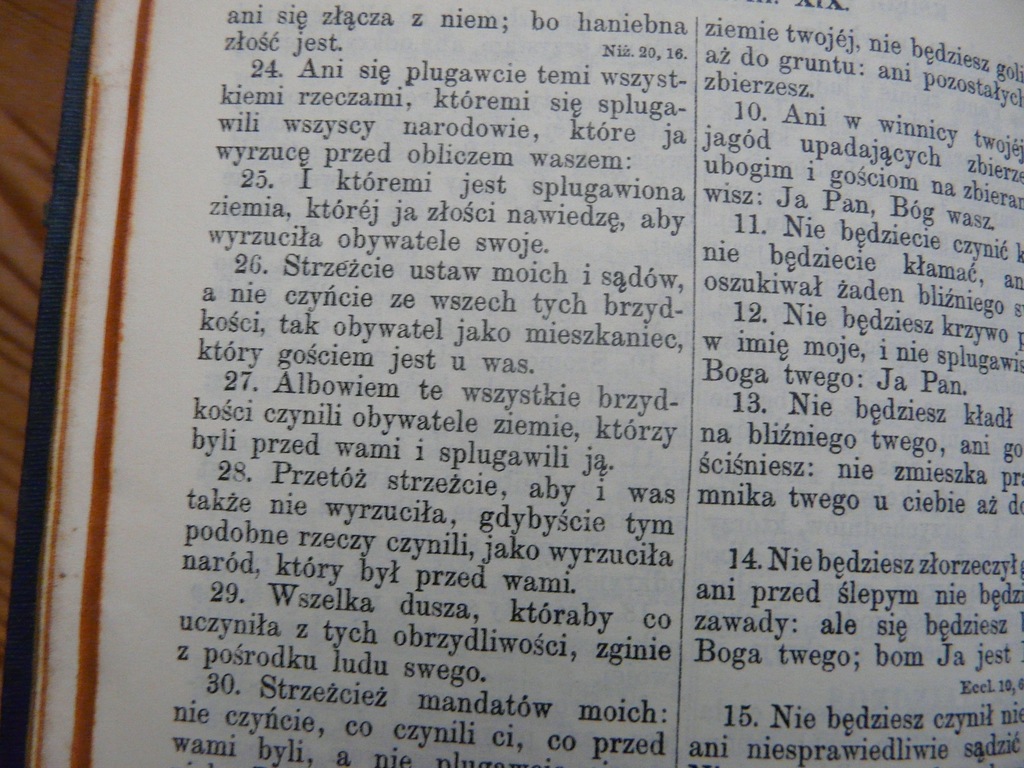 XIX.
ani się złącza z niem; bo haniebna
złość jest.
Niż. 20, 16.
24. Ani się plugawcie temi wszyst-
kiemi rzeczami, któremi się spluga-
wili wszyscy narodowie, które ja
wyrzucę przed obliczem waszem:
25. I któremi jest splugawiona
ziemia, któréj ja złości nawiedzę, aby
wyrzuciła obywatele swoje.
26. Strzeżcie ustaw moich i sądów,
a nie czyńcie ze wszech tych brzyd-
kości, tak obywatel jako mieszkaniec,
który gościem jest u was.
27. Albowiem te wszystkie brzyd-
kości czynili obywatele ziemie, którzy
byli przed wami i splugawili ją.
28. Przetóż strzeżcie, aby i was
także nie wyrzuciła, gdybyście tym
podobne rzeczy czynili, jako wyrzuciła
naród, który był przed wami.
29. Wszelka dusza, któraby co
uczyniła z tych obrzydliwości, zginie
z pośrodku ludu swego.
30. Strzeżcież mandatów moich:
nie czyńcie, co czynili ci, co przed
wami byli, a nie
ziemie twojéj, nie będziesz goli
aż do gruntu: ani pozostałych
zbierzesz.
10. Ani w winnicy twojéj
jagód upadających zbierze
ubogim i gościom na zbieran
wisz: Ja Pan, Bóg wasz.
11. Nie będziecie czynić k
nie będziecie kłamać, an
oszukiwał żaden bliźniego s
12. Nie będziesz krzywo p
w imię moje, i nie splugawis
Boga twego: Ja Pan.
13. Nie będziesz kładł
na bliźniego twego, ani go
ściśniesz: nie zmieszka pra
mnika twego u ciebie aż do
14. Nie będziesz złorzeczył g
ani przed ślepym nie będzi
zawady: ale się będziesz b
Boga twego; bom Ja jest
Eccl. 10, 6
15. Nie będziesz czynił nie
ani niesprawiedliwie sądzić